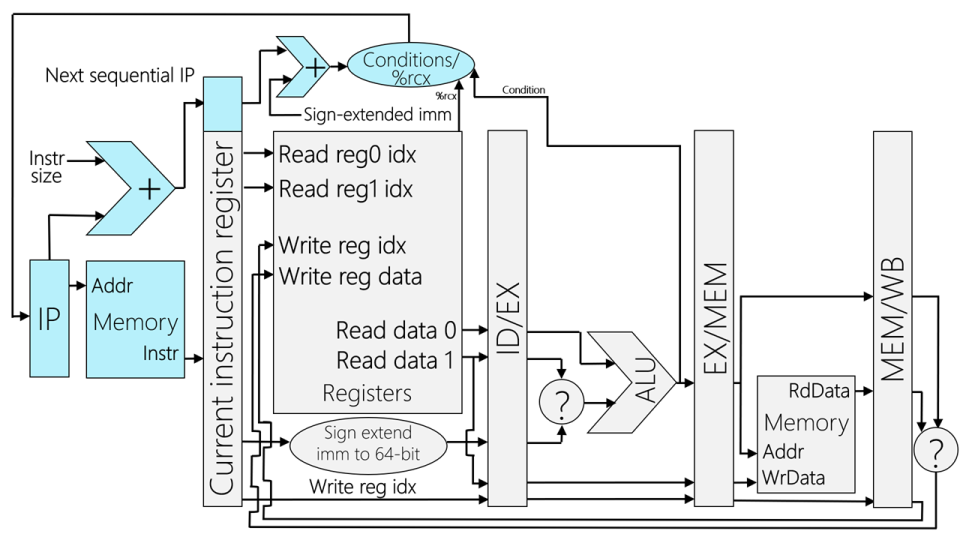 Next sequential IP
+
Conditions/
%rcx
%rcx
Condition
Sign-extended imm
Instr
size
+
Current instruction register
Read reg0 idx
Read reg1 idx
Write reg idx
Write reg data
Read data 0
Read data 1
Registers
IP
Addr
Memory
Instr
ID/EX
?
ALU
EX/MEM
MEM/WB
RdData
Memory
Addr
WrData
?
Sign extend
imm to 64-bit
Write reg idx